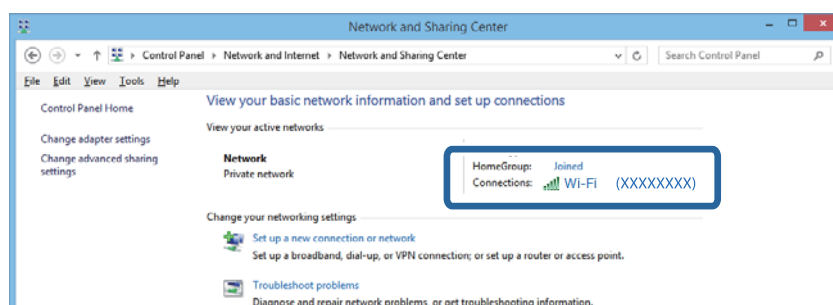 Network and Sharing Center
Control Panel Network and Internet Network and Sharing Center Search Control Panel
File Edit View Tools Help
Control Panel Home
Change adapter settings
Change advanced sharing
settings
View your basic network information and set up connections
View your active networks
Network
Private network
HomeGroup: Joined
Connections: Wi-Fi (XXXXXXXX)
Change your networking settings
Set up a new connection or network
Set up a broadband, dial-up, or VPN connection; or set up a router or access point.
Troubleshoot problems
Diagnose and repair network problems, or get troubleshooting information.